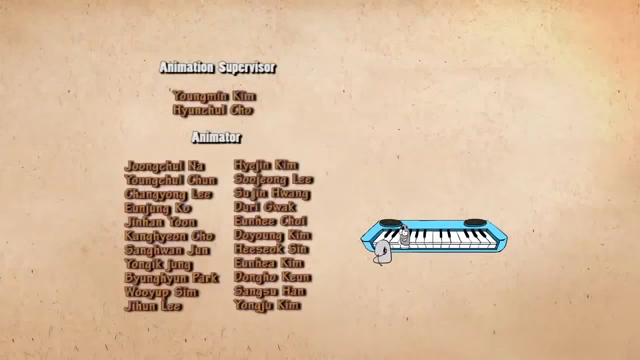 Animation Supervisor
Youngmin Kim
Hyunchul Cho
Animator
Joongchul Na
Youngchul Chun
Changyong Lee
Eunjung Ko
Jinhan Yoon
Kanghyeon Cho
Sanghwan Jun
Yongik Jung
Byunghyun Park
Wooyup Sim
Jihun Lee
Hyejin Kim
Soojeong Lee
Sujin Hwang
Duri Gwak
Eunhee Choi
Doyoung Kim
Heeseok Sin
Eunhea Kim
Dongho Keun
Sangsu Han
Yongju Kim